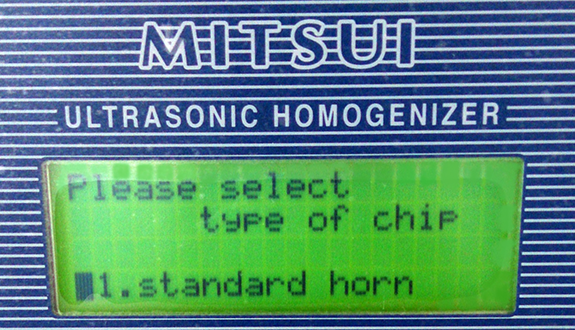 MITSUI
ULTRASONIC HOMOGENIZER
Please select
type of chip
1.standard horn